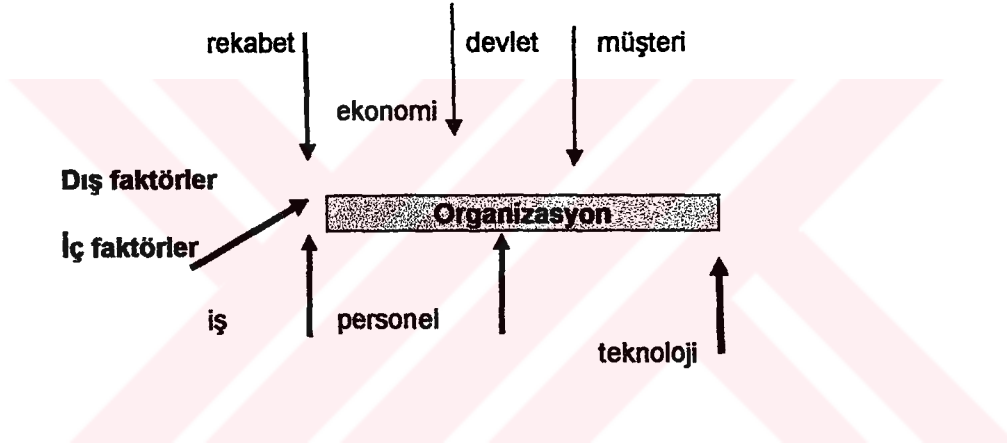 rekabet devlet müşteri
ekonomi
Dış faktörler
Organizasyon
İç faktörler
iş personel
teknoloji